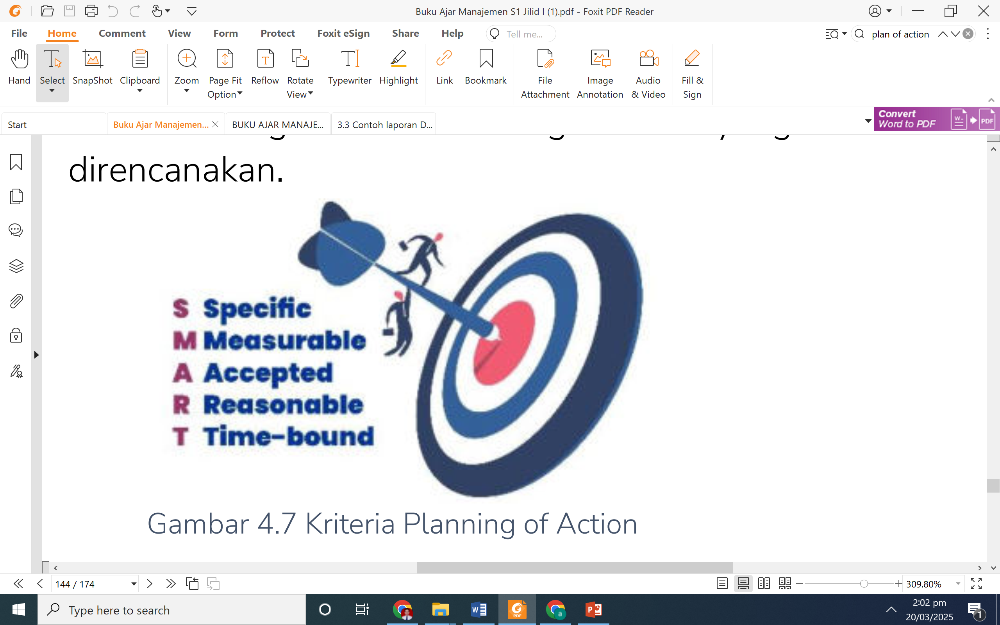 Buku Ajar Manajemen S1 Jilid I (1).pdf - Foxit PDF Reader
File Home Comment View Form Protect Foxit eSign Share Help Tell me... plan of action
Hand Select SnapShot Clipboard Zoom Page Fit Option Reflow Rotate View Typewriter Highlight Link Bookmark File Attachment Image Annotation Audio & Video Fill & Sign
Start Buku Ajar Manajemen... BUKU AJAR MANAJE... 3.3 Contoh laporan D...
Convert
Word to PDF
W PDF
direncanakan.
S Specific
M Measurable
A Accepted
R Reasonable
T Time-bound
Gambar 4.7 Kriteria Planning of Action
144 / 174 309.80%
Type here to search
W PDF a P
2:02 pm
20/03/2025
1